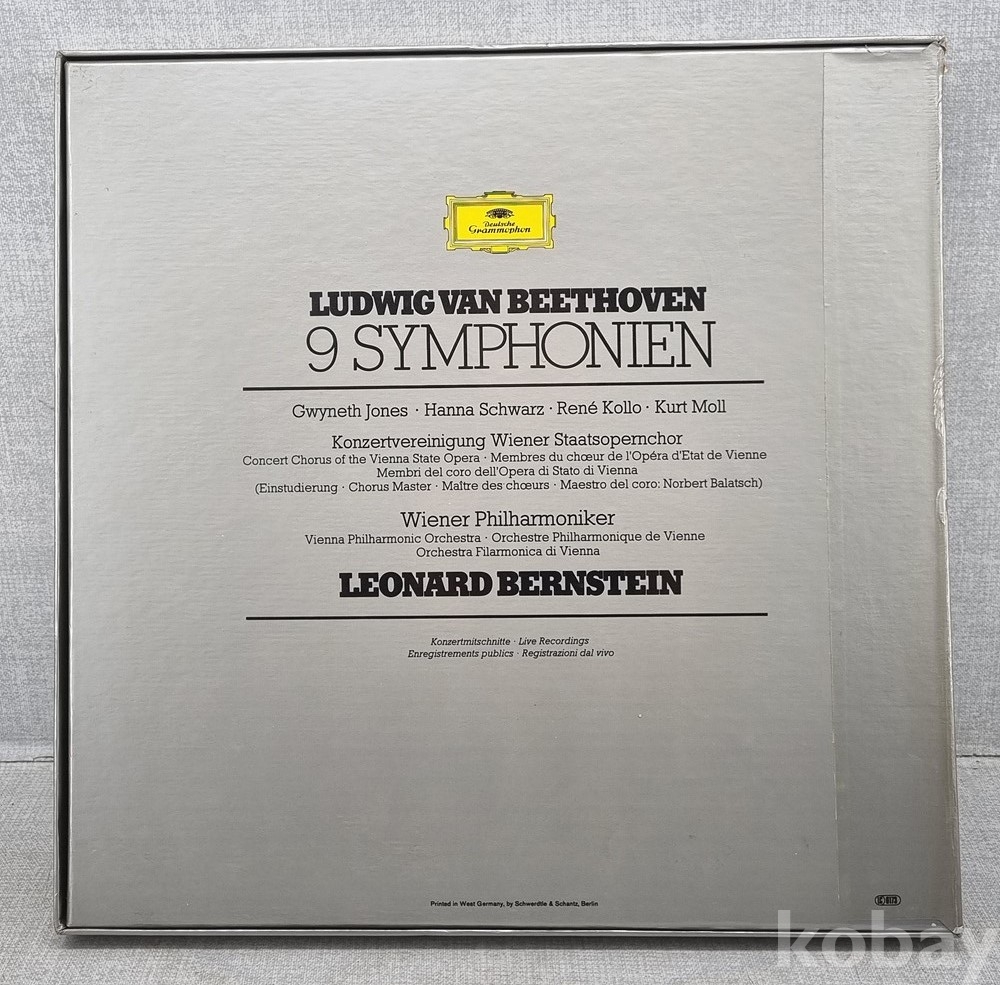 Deutsche
Grammophon
LUDWIG VAN BEETHOVEN
9 SYMPHONIEN
Gwyneth Jones · Hanna Schwarz · René Kollo · Kurt Moll
Konzertvereinigung Wiener Staatsopernchor
Concert Chorus of the Vienna State Opera · Membres du chœur de l'Opéra d'Etat de Vienne
Membri del coro dell'Opera di Stato di Vienna
(Einstudierung · Chorus Master · Maître des chœurs · Maestro del coro: Norbert Balatsch)
Wiener Philharmoniker
Vienna Philharmonic Orchestra · Orchestre Philharmonique de Vienne
Orchestra Filarmonica di Vienna
LEONARD BERNSTEIN
Konzertmitschnitte · Live Recordings
Enregistrements publics · Registrazioni dal vivo
Printed in West Germany, by Schwerdtle & Schantz, Berlin
kobay